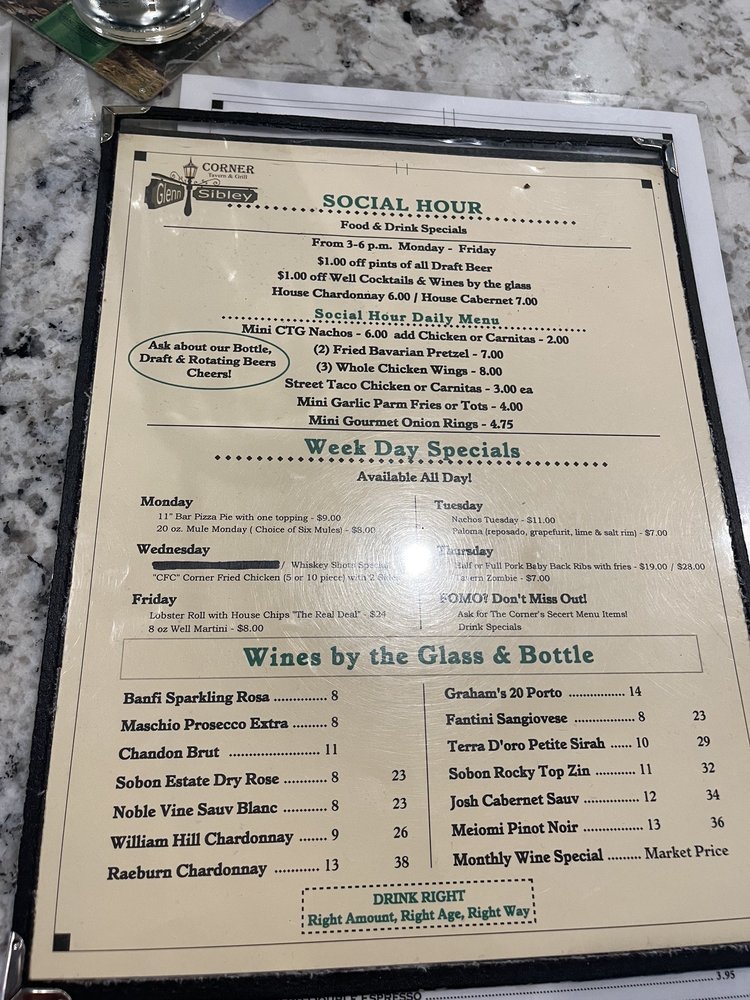 CORNER
Tavern & Grill
Glenn Sibley
SOCIAL HOUR
Food & Drink Specials
From 3-6 p.m. Monday - Friday
$1.00 off pints of all Draft Beer
$1.00 off Well Cocktails & Wines by the glass
House Chardonnay 6.00 / House Cabernet 7.00
Social Hour Daily Menu
Mini CTG Nachos - 6.00 add Chicken or Carnitas - 2.00
(2) Fried Bavarian Pretzel - 7.00
(3) Whole Chicken Wings - 8.00
Street Taco Chicken or Carnitas - 3.00 ea
Mini Garlic Parm Fries or Tots - 4.00
Mini Gourmet Onion Rings - 4.75
Ask about our Bottle,
Draft & Rotating Beers
Cheers!
Week Day Specials
Available All Day!
Monday
11" Bar Pizza Pie with one topping - $9.00
20 oz. Mule Monday ( Choice of Six Mules) - $8.00
Wednesday
/ Whiskey Shots Special
"CFC" Corner Fried Chicken (5 or 10 piece) with 2 Sides
Friday
Lobster Roll with House Chips "The Real Deal" - $24
8 oz Well Martini - $8.00
Tuesday
Nachos Tuesday - $11.00
Paloma (reposado, grapefurit, lime & salt rim) - $7.00
Thursday
Half or Full Pork Baby Back Ribs with fries - $19.00 / $28.00
Tavern Zombie - $7.00
FOMO? Don't Miss Out!
Ask for The Corner's Secert Menu Items!
Drink Specials
Wines by the Glass & Bottle
Banfi Sparkling Rosa ............. 8
Maschio Prosecco Extra ........ 8
Chandon Brut ...................... 11
Sobon Estate Dry Rose .......... 8 23
Noble Vine Sauv Blanc .......... 8 23
William Hill Chardonnay ....... 9 26
Raeburn Chardonnay ........... 13 38
Graham's 20 Porto .............. 14
Fantini Sangiovese ............... 8 23
Terra D'oro Petite Sirah ...... 10 29
Sobon Rocky Top Zin ........... 11 32
Josh Cabernet Sauv ............. 12 34
Meiomi Pinot Noir ................ 13 36
Monthly Wine Special ......... Market Price
DRINK RIGHT
Right Amount, Right Age, Right Way
DOUBLE ESPRESSO 3.95